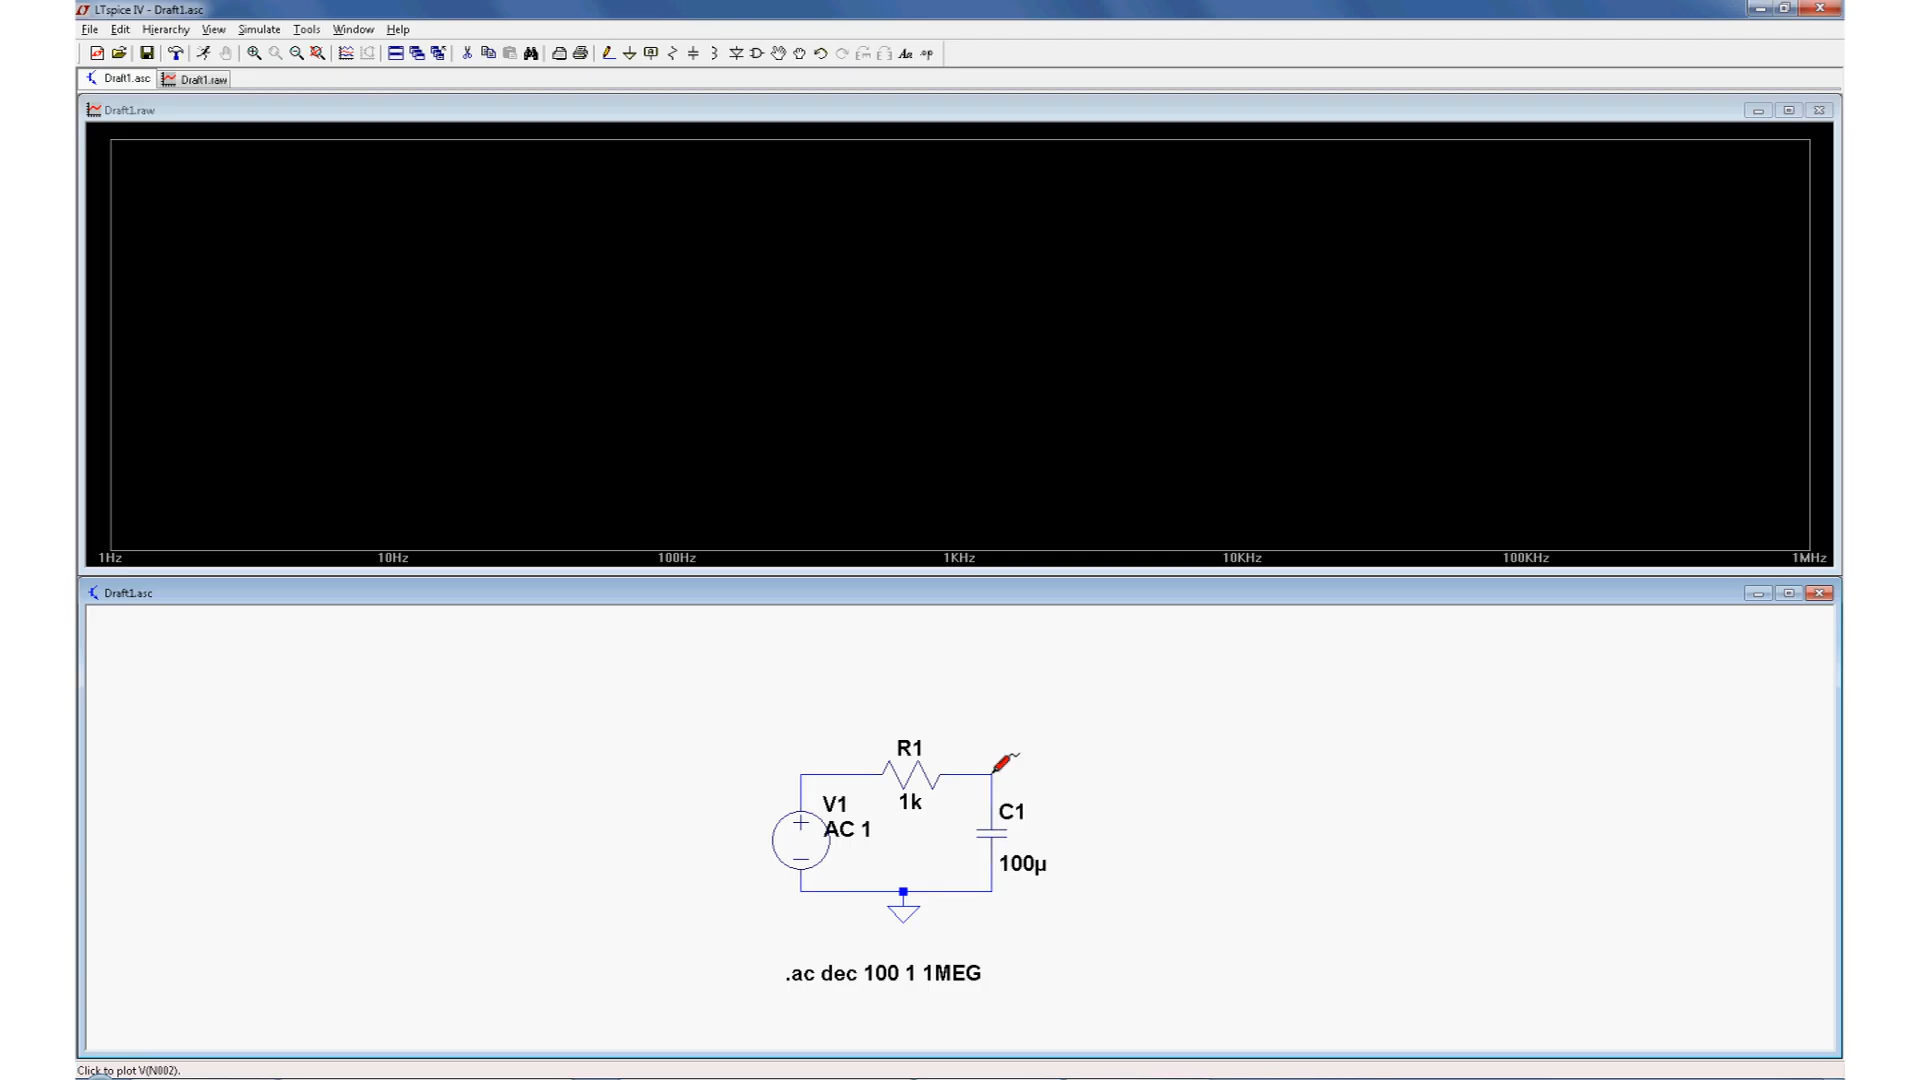 LTspice IV - Draft1.asc
File Edit Hierarchy View Simulate Tools Window Help
Draft1.asc Draft1.raw
Draft1.raw
1Hz 10Hz 100Hz 1KHz 10KHz 100KHz 1MHz
Draft1.asc
R1
1k
V1
AC 1
C1
100µ
.ac dec 100 1 1MEG
Click to plot V(N002).